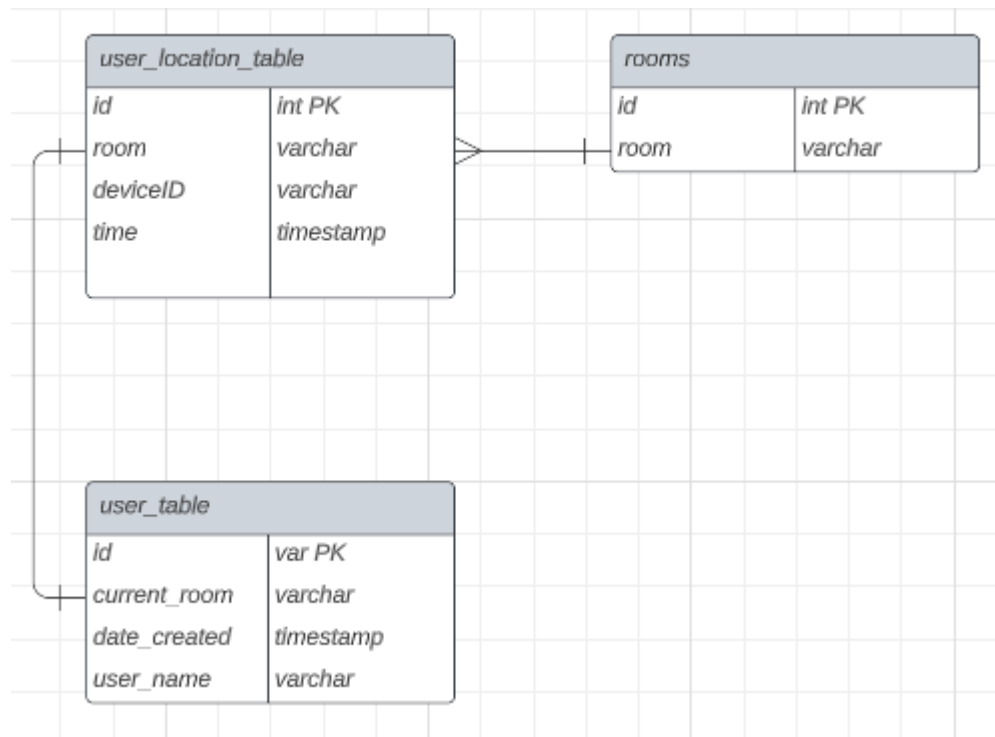 user_location_table
id int PK
room varchar
deviceID varchar
time timestamp
rooms
id int PK
room varchar
user_table
id var PK
current_room varchar
date_created timestamp
user_name varchar